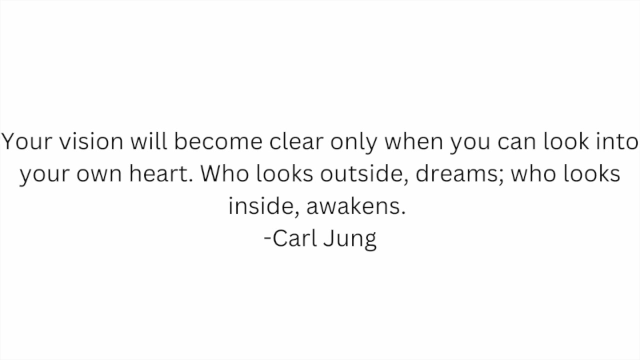 Your vision will become clear only when you can look into
your own heart. Who looks outside, dreams; who looks
inside, awakens.
-Carl Jung